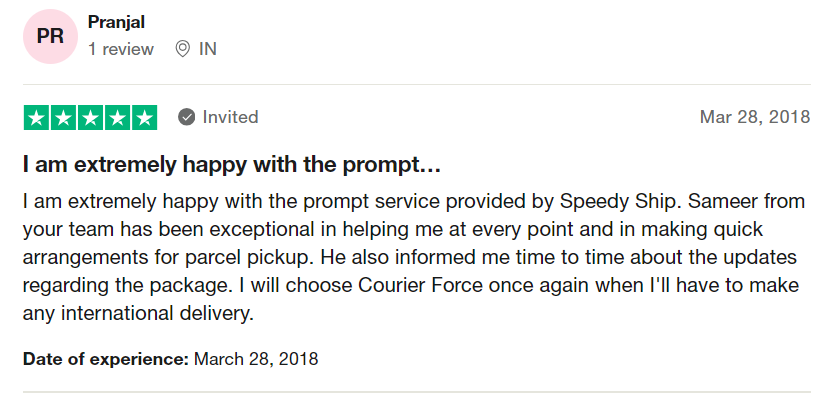 PR
Pranjal
1 review IN
Invited Mar 28, 2018
I am extremely happy with the prompt…
I am extremely happy with the prompt service provided by Speedy Ship. Sameer from
your team has been exceptional in helping me at every point and in making quick
arrangements for parcel pickup. He also informed me time to time about the updates
regarding the package. I will choose Courier Force once again when I'll have to make
any international delivery.
Date of experience: March 28, 2018